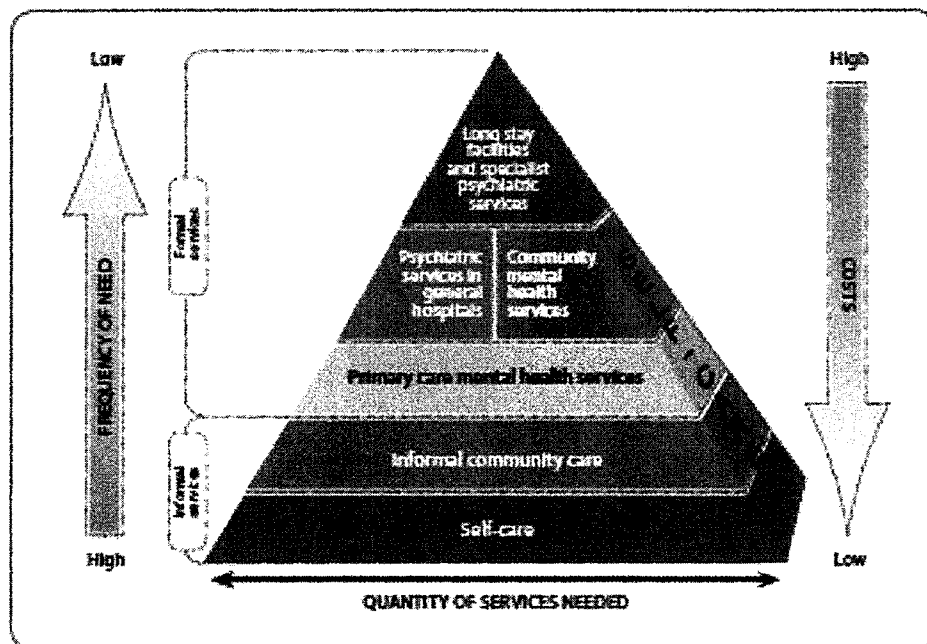 Low
High
Long stay
facilities
and specialist
psychiatric
services
Formal
services
FREQUENCY OF NEED
Psychiatric
services in
general
hospitals
Community
mental
health
services
COSTS
Primary care mental health services
Informal
services
Informal community care
Self-care
High
Low
QUANTITY OF SERVICES NEEDED